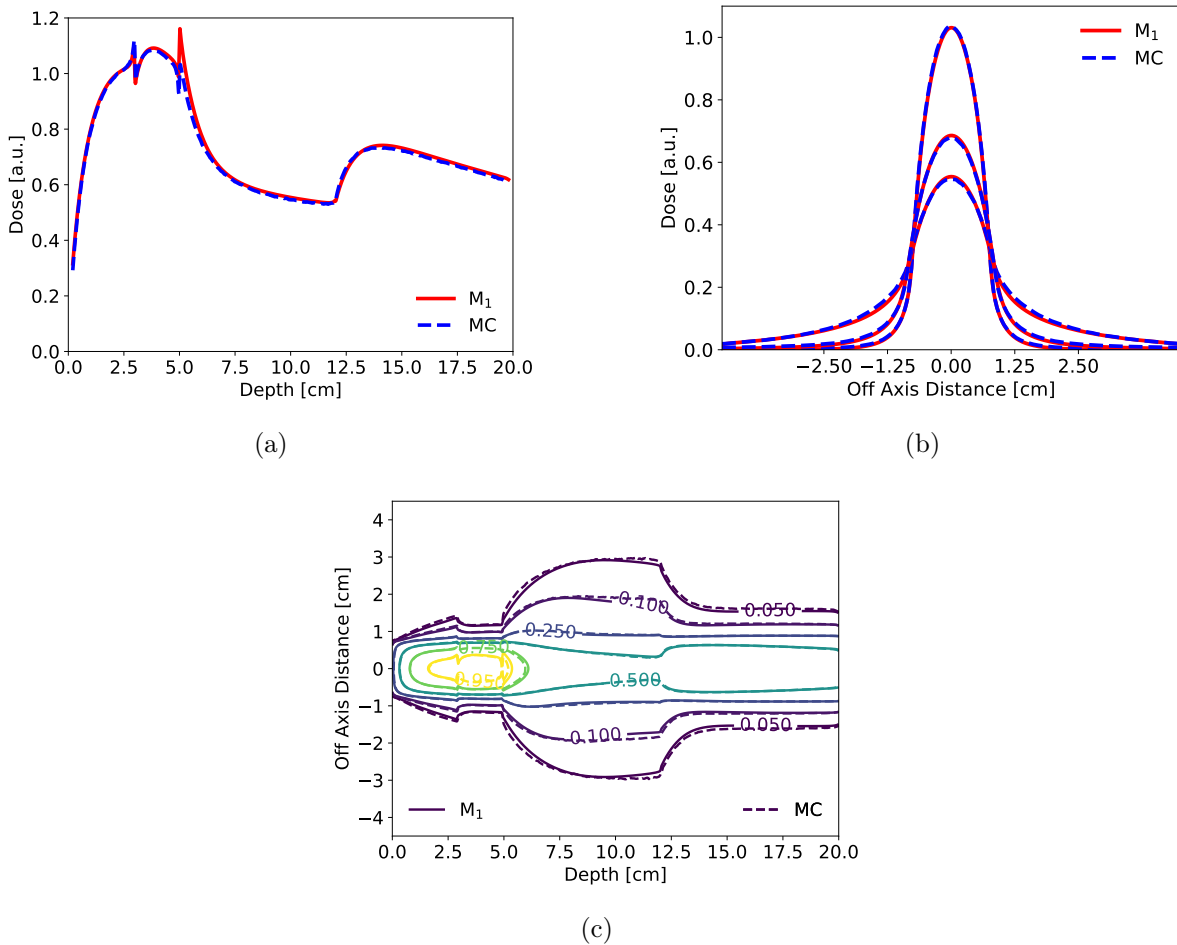 1.2
1.0
0.8
0.6
0.4
0.2
0.0
Dose [a.u.]
M1
MC
0.0 2.5 5.0 7.5 10.0 12.5 15.0 17.5 20.0
Depth [cm]
(a)
1.0
0.8
0.6
0.4
0.2
0.0
Dose [a.u.]
M1
MC
−2.50 −1.25 0.00 1.25 2.50
Off Axis Distance [cm]
(b)
4
3
2
1
0
−1
−2
−3
−4
Off Axis Distance [cm]
0.050
0.100
0.250
0.750
0.950
0.500
0.100
0.050
M1
MC
0.0 2.5 5.0 7.5 10.0 12.5 15.0 17.5 20.0
Depth [cm]
(c)